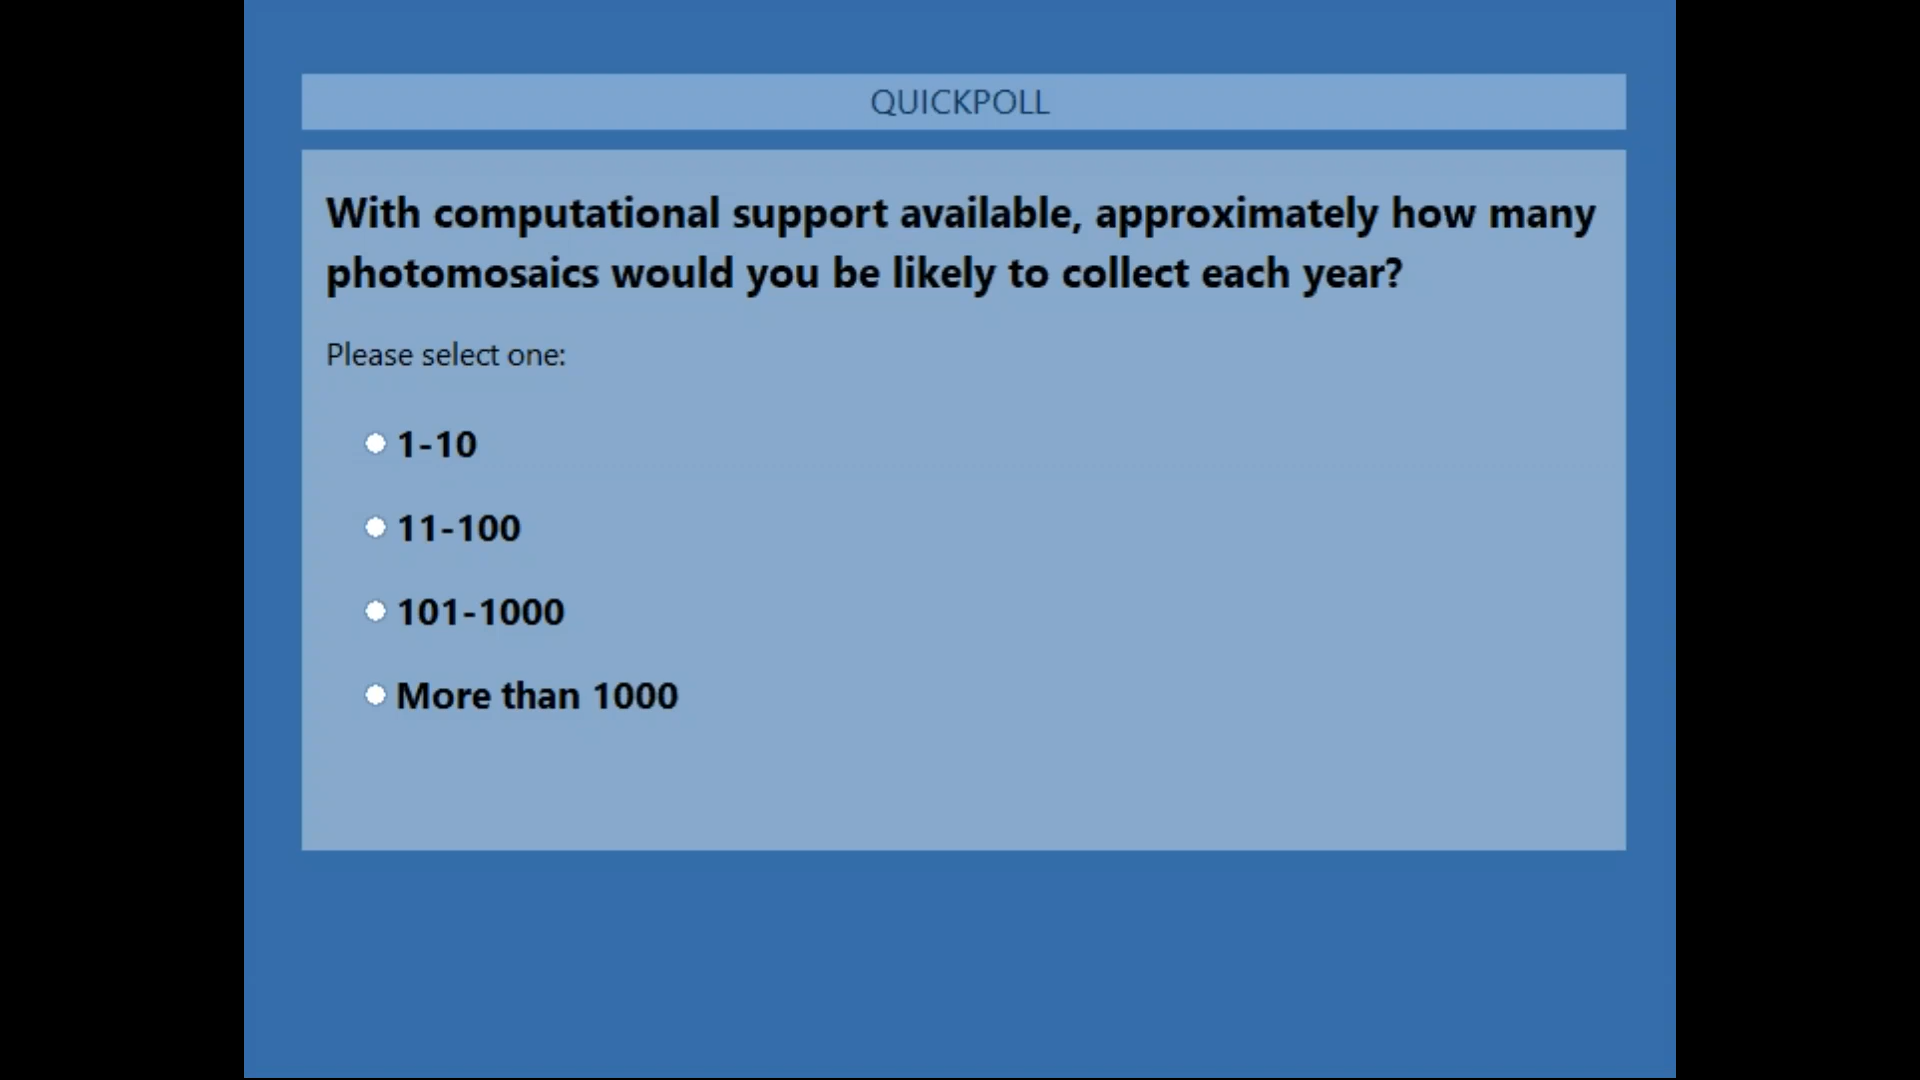 QUICKPOLL
With computational support available, approximately how many
photomosaics would you be likely to collect each year?
Please select one:
1-10
11-100
101-1000
More than 1000